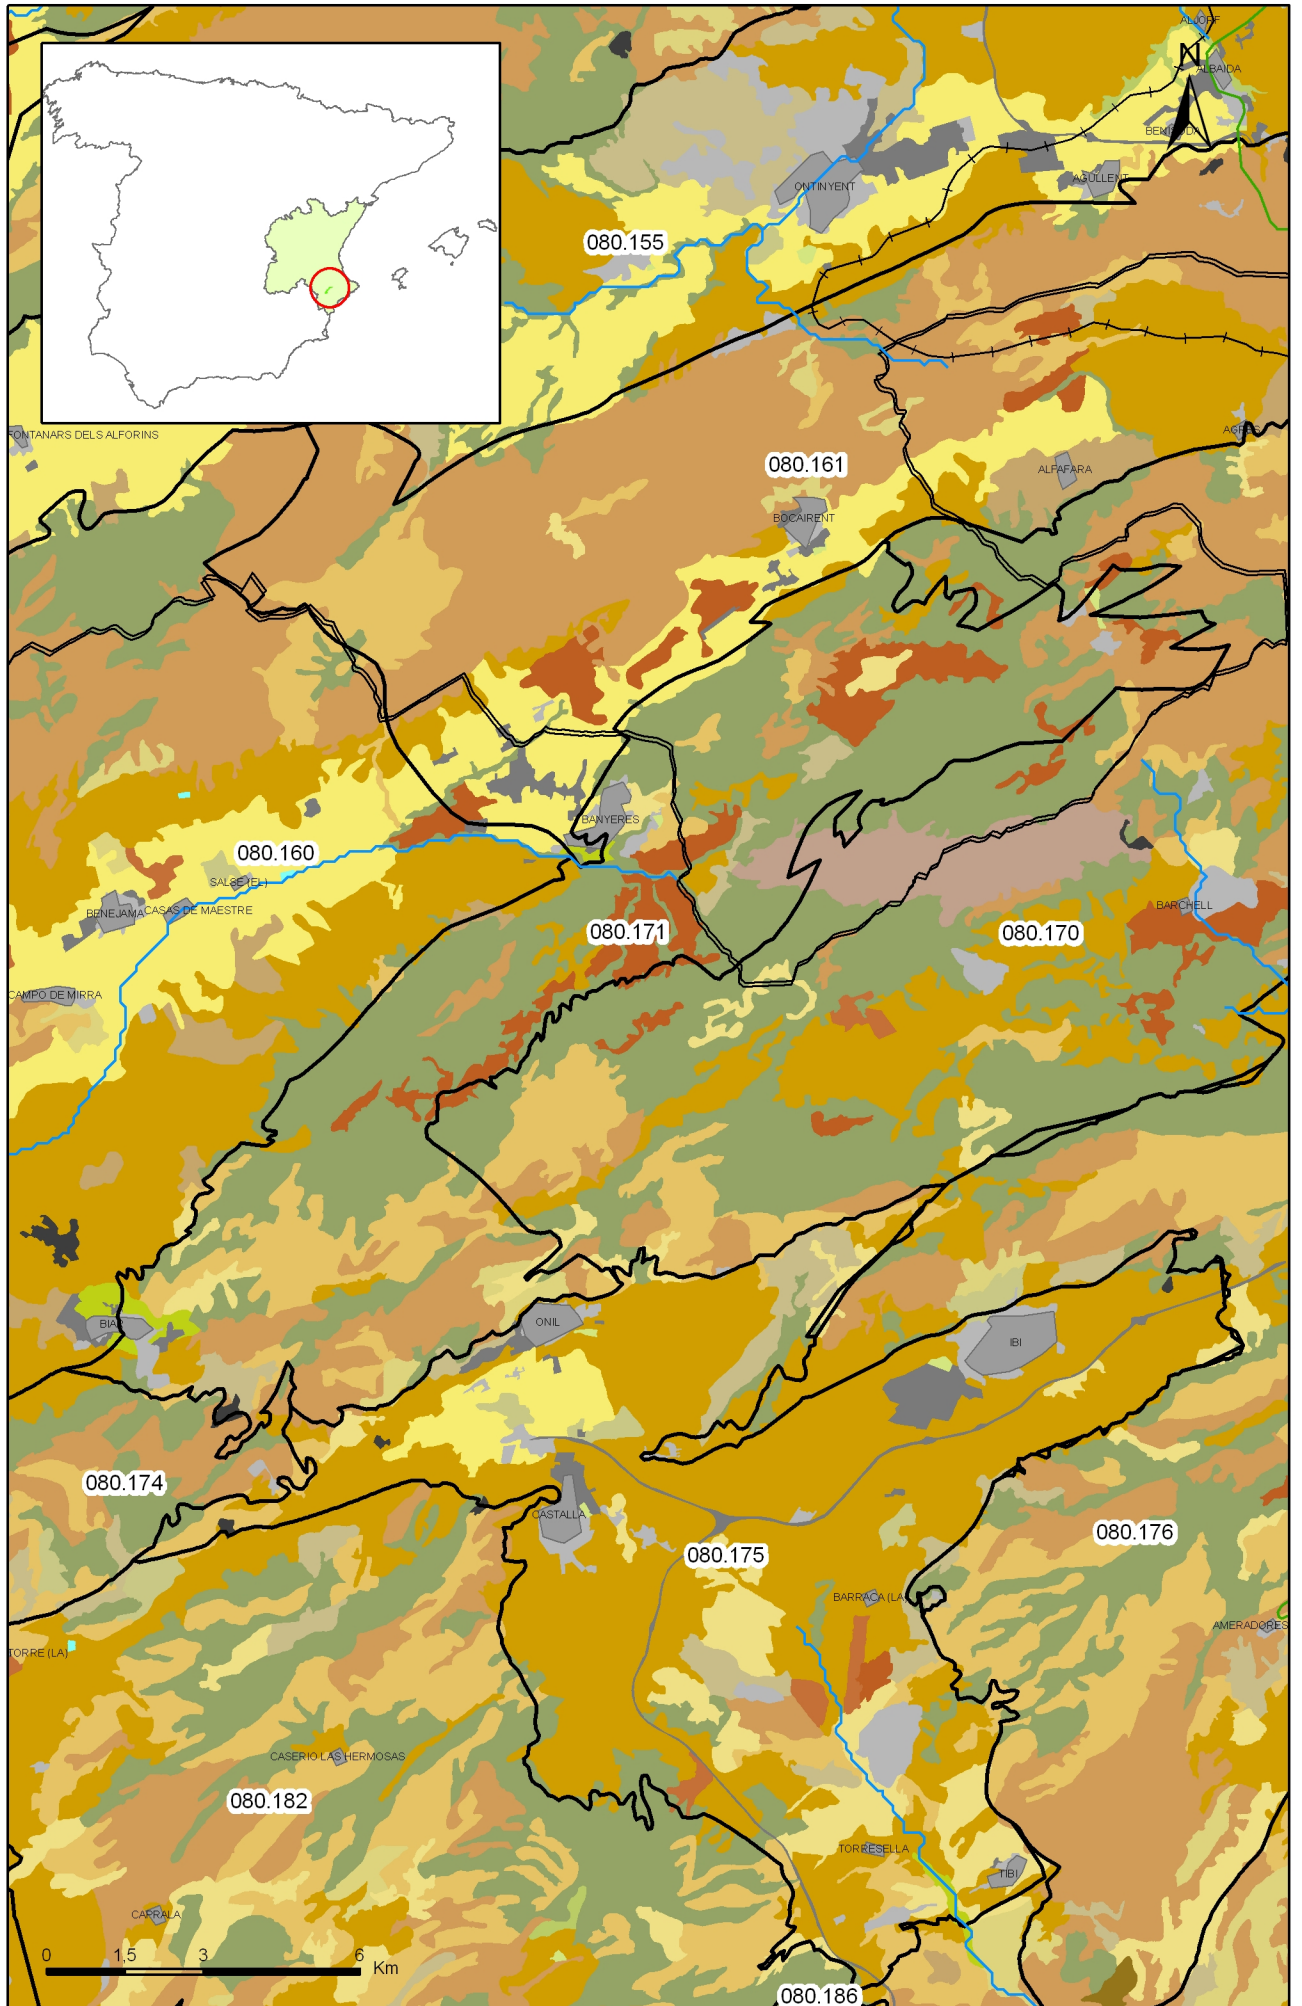 ALJORF
N
ALBAIDA
BENISODA
AGULLENT
ONTINYENT
080.155
FONTANARS DELS ALFORINS
AGRES
080.161
ALFAFARA
BOCAIRENT
BANYERES
080.160
SALSE (EL)
BENEJAMA
CASAS DE MAESTRE
BARCHELL
080.171
080.170
CAMPO DE MIRRA
BIAR
ONIL
IBI
080.174
CASTALLA
080.176
080.175
BARRACA (LA)
AMERADORES
TORRE (LA)
CASERIO LAS HERMOSAS
080.182
TORRESELLA
TIBI
CAPRALA
0 1,5 3 6
Km
080.186